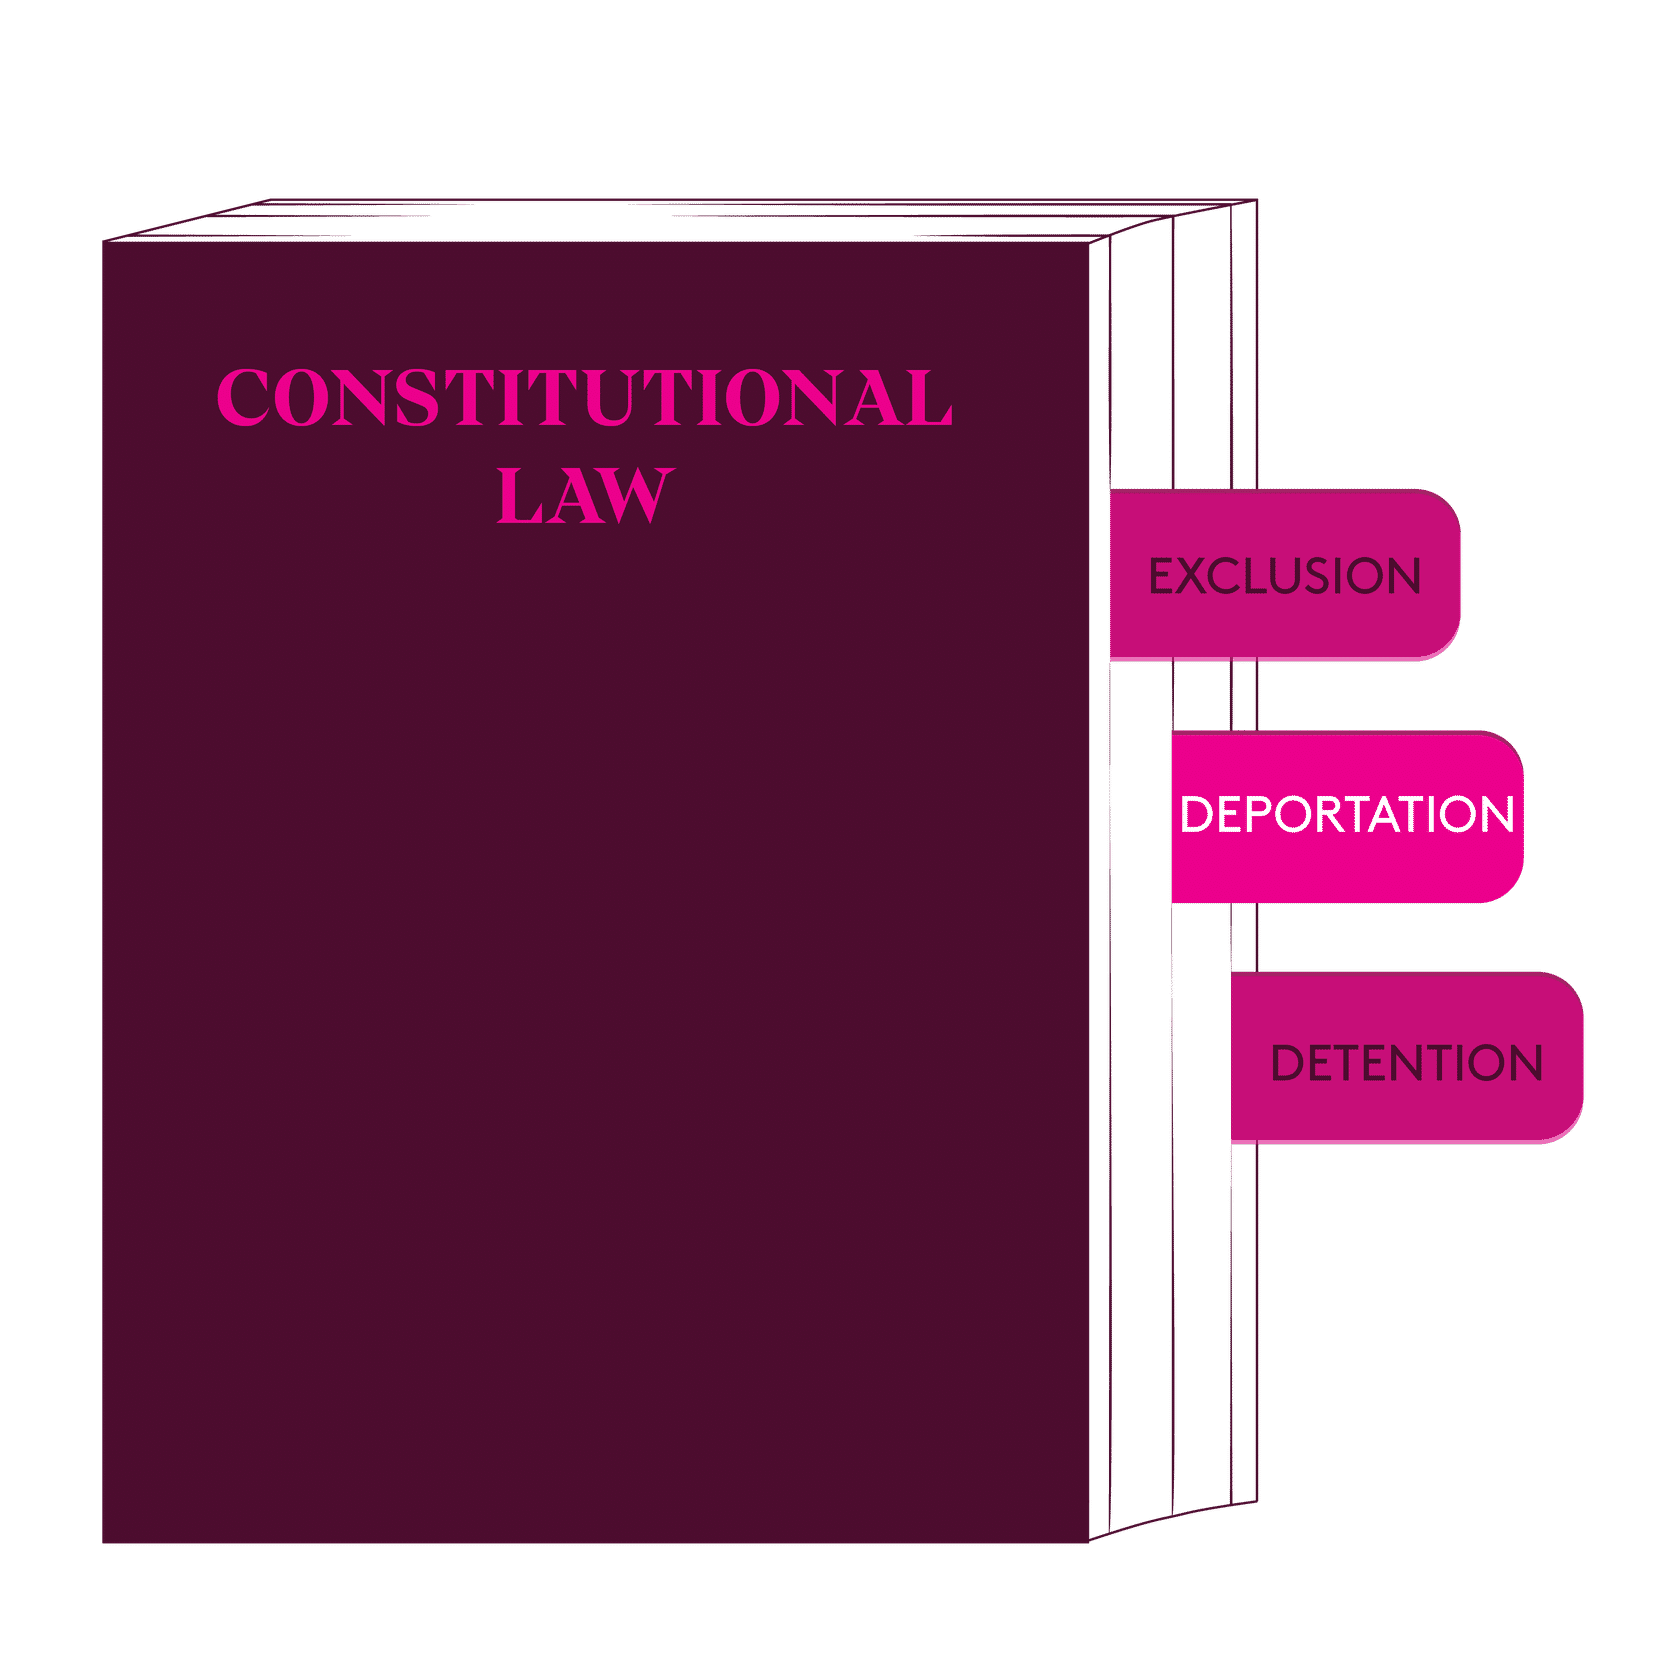 CONSTITUTIONAL
LAW
EXCLUSION
DEPORTATION
DETENTION